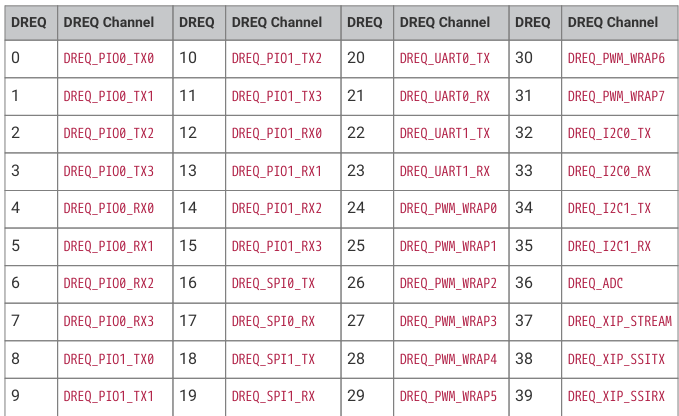 DREQ DREQ Channel DREQ DREQ Channel DREQ DREQ Channel DREQ DREQ Channel
0 DREQ_PIO0_TX0 10 DREQ_PIO1_TX2 20 DREQ_UART0_TX 30 DREQ_PWM_WRAP6
1 DREQ_PIO0_TX1 11 DREQ_PIO1_TX3 21 DREQ_UART0_RX 31 DREQ_PWM_WRAP7
2 DREQ_PIO0_TX2 12 DREQ_PIO1_RX0 22 DREQ_UART1_TX 32 DREQ_I2C0_TX
3 DREQ_PIO0_TX3 13 DREQ_PIO1_RX1 23 DREQ_UART1_RX 33 DREQ_I2C0_RX
4 DREQ_PIO0_RX0 14 DREQ_PIO1_RX2 24 DREQ_PWM_WRAP0 34 DREQ_I2C1_TX
5 DREQ_PIO0_RX1 15 DREQ_PIO1_RX3 25 DREQ_PWM_WRAP1 35 DREQ_I2C1_RX
6 DREQ_PIO0_RX2 16 DREQ_SPI0_TX 26 DREQ_PWM_WRAP2 36 DREQ_ADC
7 DREQ_PIO0_RX3 17 DREQ_SPI0_RX 27 DREQ_PWM_WRAP3 37 DREQ_XIP_STREAM
8 DREQ_PIO1_TX0 18 DREQ_SPI1_TX 28 DREQ_PWM_WRAP4 38 DREQ_XIP_SSITX
9 DREQ_PIO1_TX1 19 DREQ_SPI1_RX 29 DREQ_PWM_WRAP5 39 DREQ_XIP_SSIRX